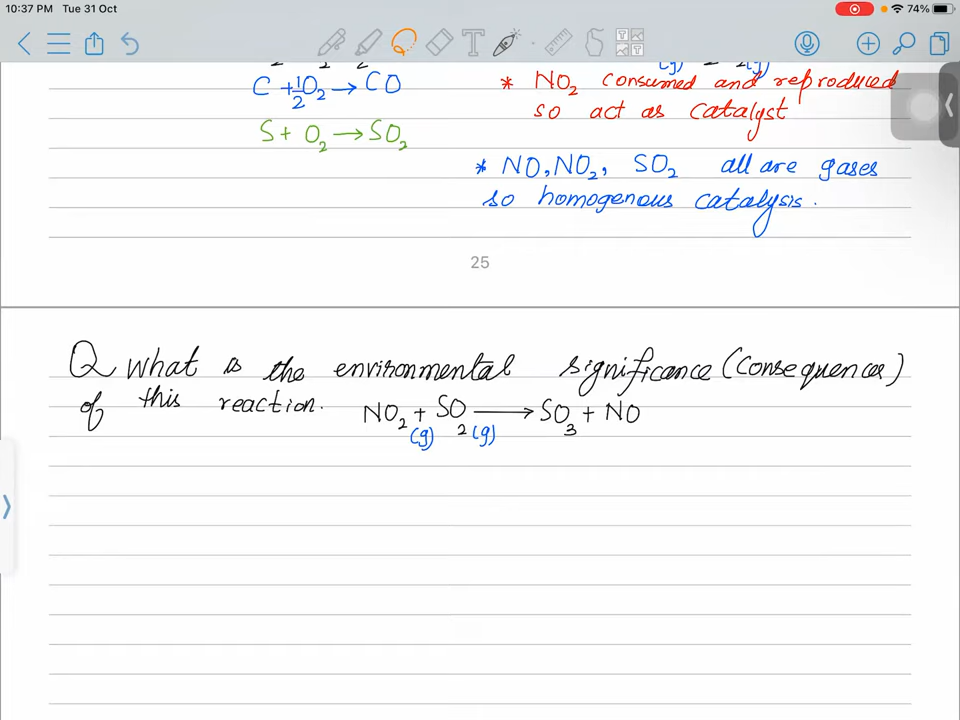 10:37 PM Tue 31 Oct 74%
C + 1/2 O2 → CO
* NO2 consumed and reproduced
so act as catalyst
S + O2 → SO2
* NO, NO2, SO2 all are gases
so homogenous catalysis.
25
Q What is the environmental significance (Consequences)
of this reaction. NO2 + SO2 → SO3 + NO
(g) (g)